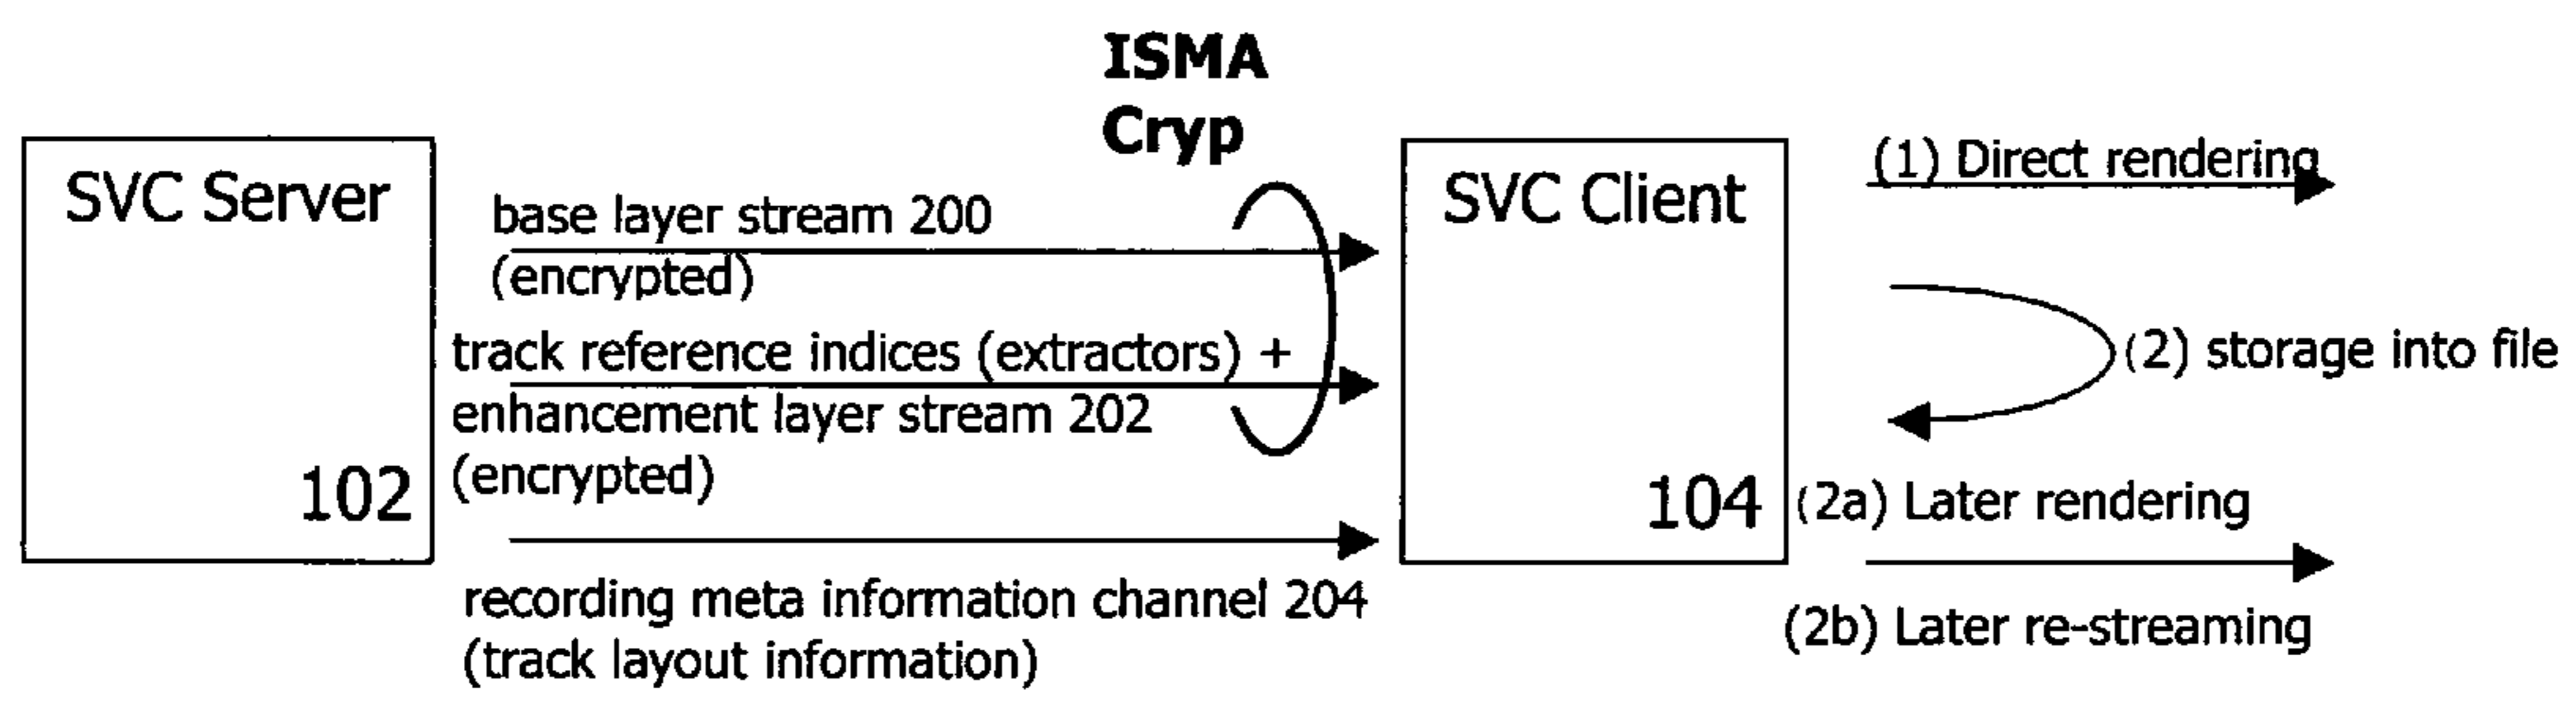 ISMA
Cryp
SVC Server
102
base layer stream 200
(encrypted)
track reference indices (extractors) +
enhancement layer stream 202
(encrypted)
recording meta information channel 204
(track layout information)
SVC Client
104
(1) Direct rendering
(2) storage into file
(2a) Later rendering
(2b) Later re-streaming